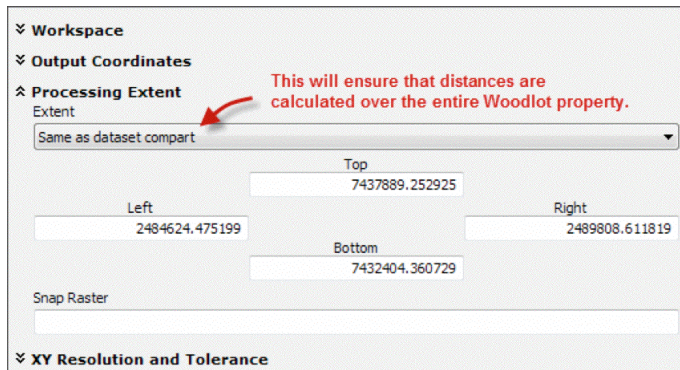 Workspace
Output Coordinates
Processing Extent
This will ensure that distances are
calculated over the entire Woodlot property.
Extent
Same as dataset compart
Top
7437889.252925
Left
Right
2484624.475199
2489808.611819
Bottom
7432404.360729
Snap Raster
XY Resolution and Tolerance